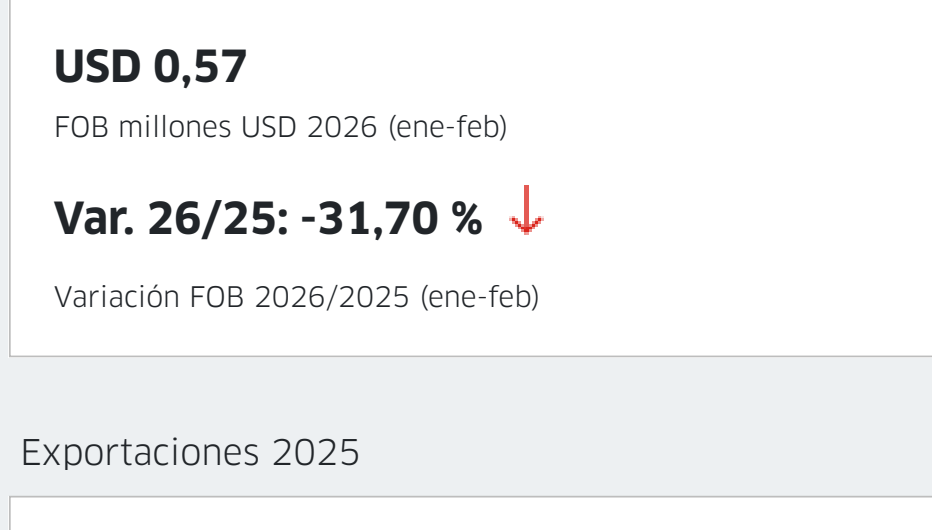 USD 0,57
FOB millones USD 2026 (ene-feb)
Var. 26/25: -31,70 %
Variación FOB 2026/2025 (ene-feb)
Exportaciones 2025